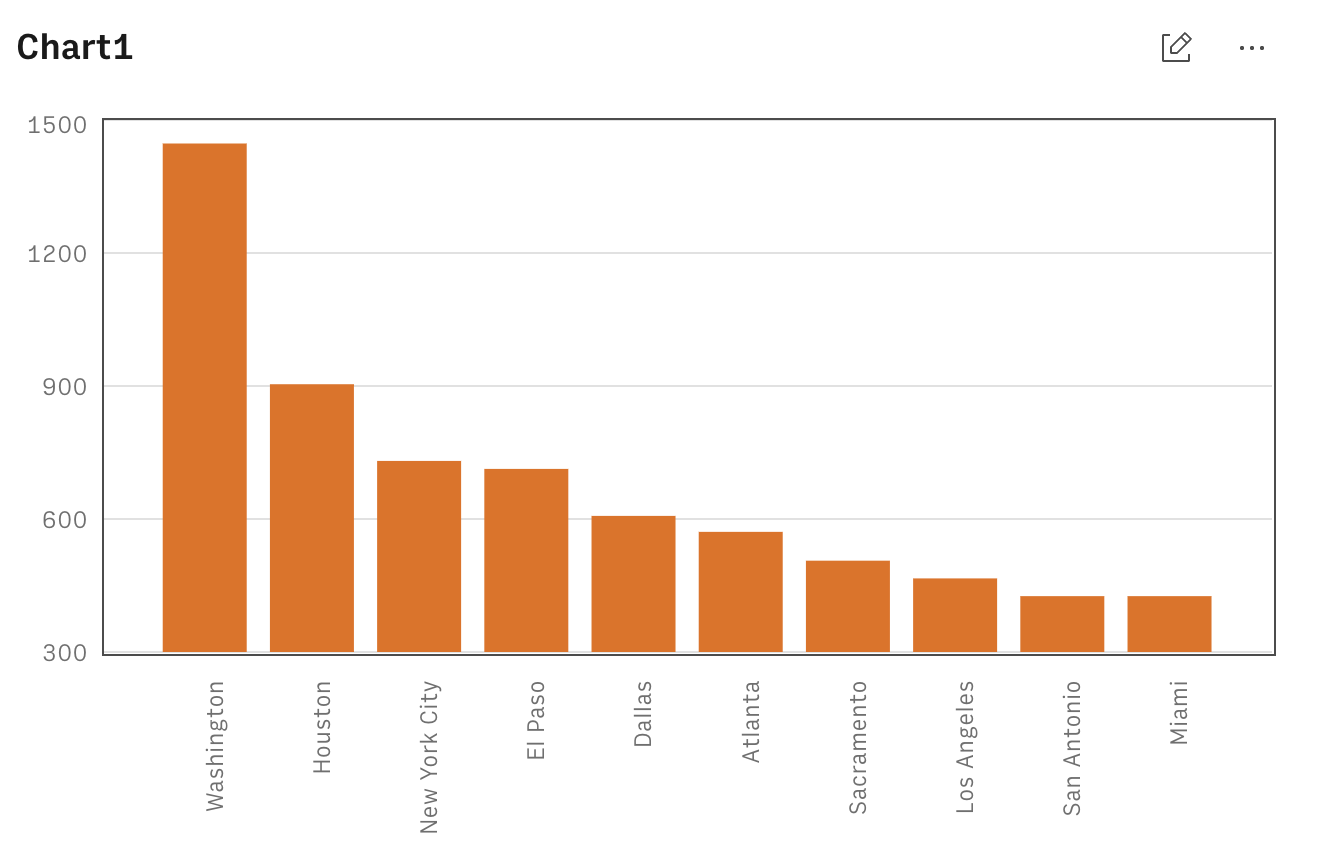 Chart1
1500
1200
900
600
300
Washington
Houston
New York City
El Paso
Dallas
Atlanta
Sacramento
Los Angeles
San Antonio
Miami